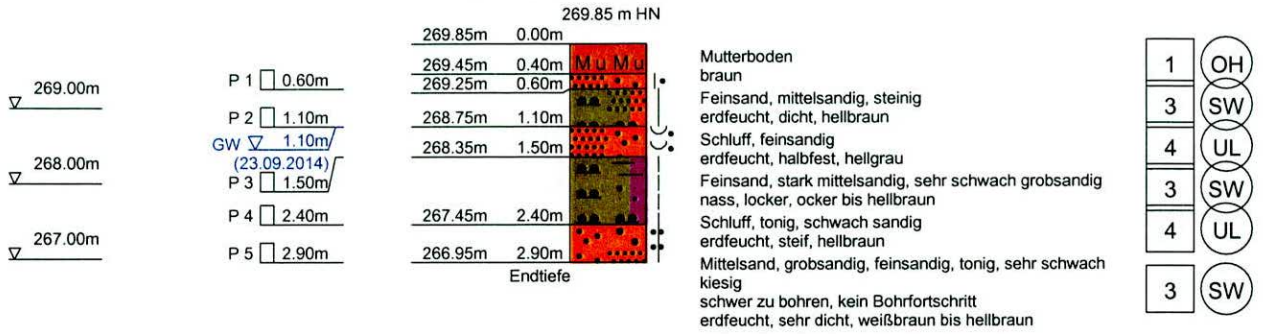 269.85 m HN
269.85m 0.00m
269.45m 0.40m
269.25m 0.60m
268.75m 1.10m
268.35m 1.50m
267.45m 2.40m
266.95m 2.90m
Endtiefe
Mu Mu
269.00m
268.00m
267.00m
P 1 0.60m
P 2 1.10m
GW 1.10m
(23.09.2014)
P 3 1.50m
P 4 2.40m
P 5 2.90m
Mutterboden
braun
Feinsand, mittelsandig, steinig
erdfeucht, dicht, hellbraun
Schluff, feinsandig
erdfeucht, halbfest, hellgrau
Feinsand, stark mittelsandig, sehr schwach grobsandig
nass, locker, ocker bis hellbraun
Schluff, tonig, schwach sandig
erdfeucht, steif, hellbraun
Mittelsand, grobsandig, feinsandig, tonig, sehr schwach
kiesig
schwer zu bohren, kein Bohrfortschritt
erdfeucht, sehr dicht, weißbraun bis hellbraun
1 OH
3 SW
4 UL
3 SW
4 UL
3 SW